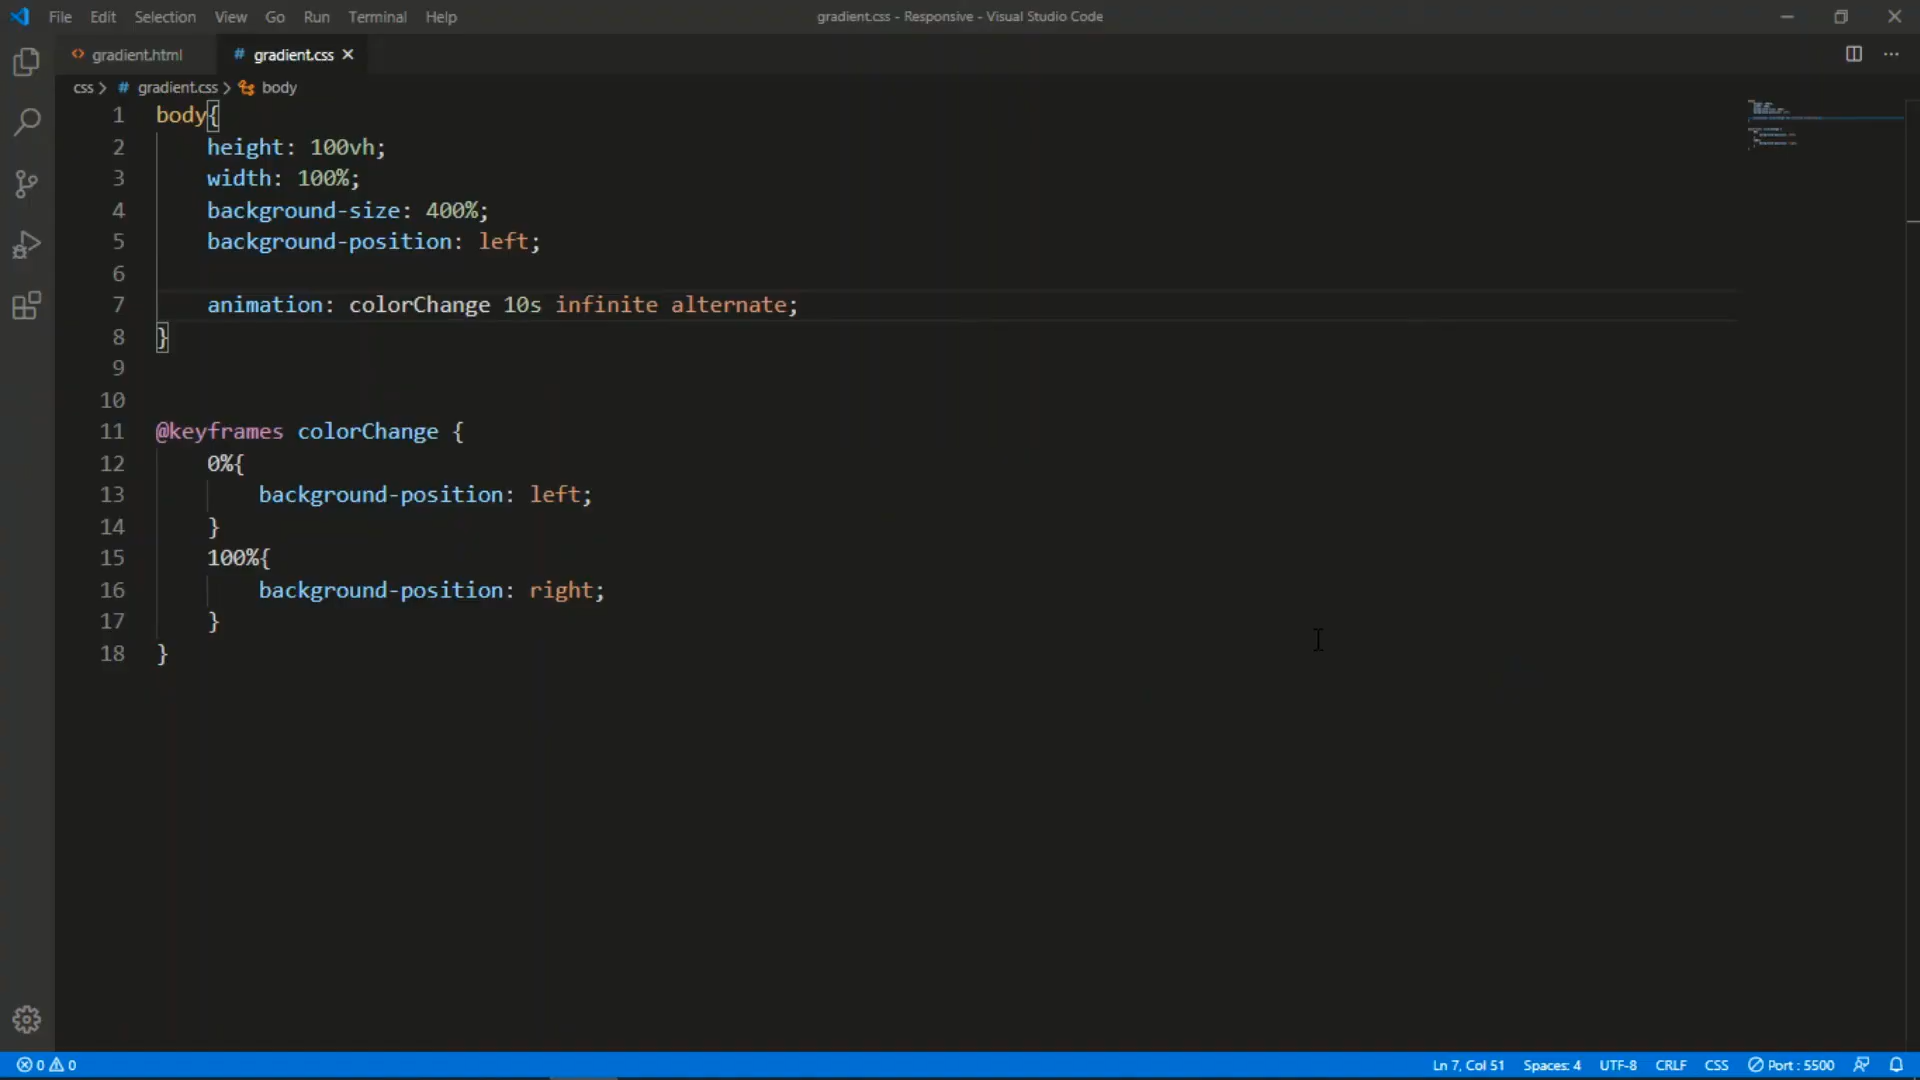 File Edit Selection View Go Run Terminal Help gradient.css - Responsive - Visual Studio Code
gradient.html # gradient.css
css > # gradient.css > body
1 body{
2 height: 100vh;
3 width: 100%;
4 background-size: 400%;
5 background-position: left;
6
7 animation: colorChange 10s infinite alternate;
8 }
9
10
11 @keyframes colorChange {
12 0%{
13 background-position: left;
14 }
15 100%{
16 background-position: right;
17 }
18 }
0 0 Ln 7, Col 51 Spaces: 4 UTF-8 CRLF CSS Port : 5500